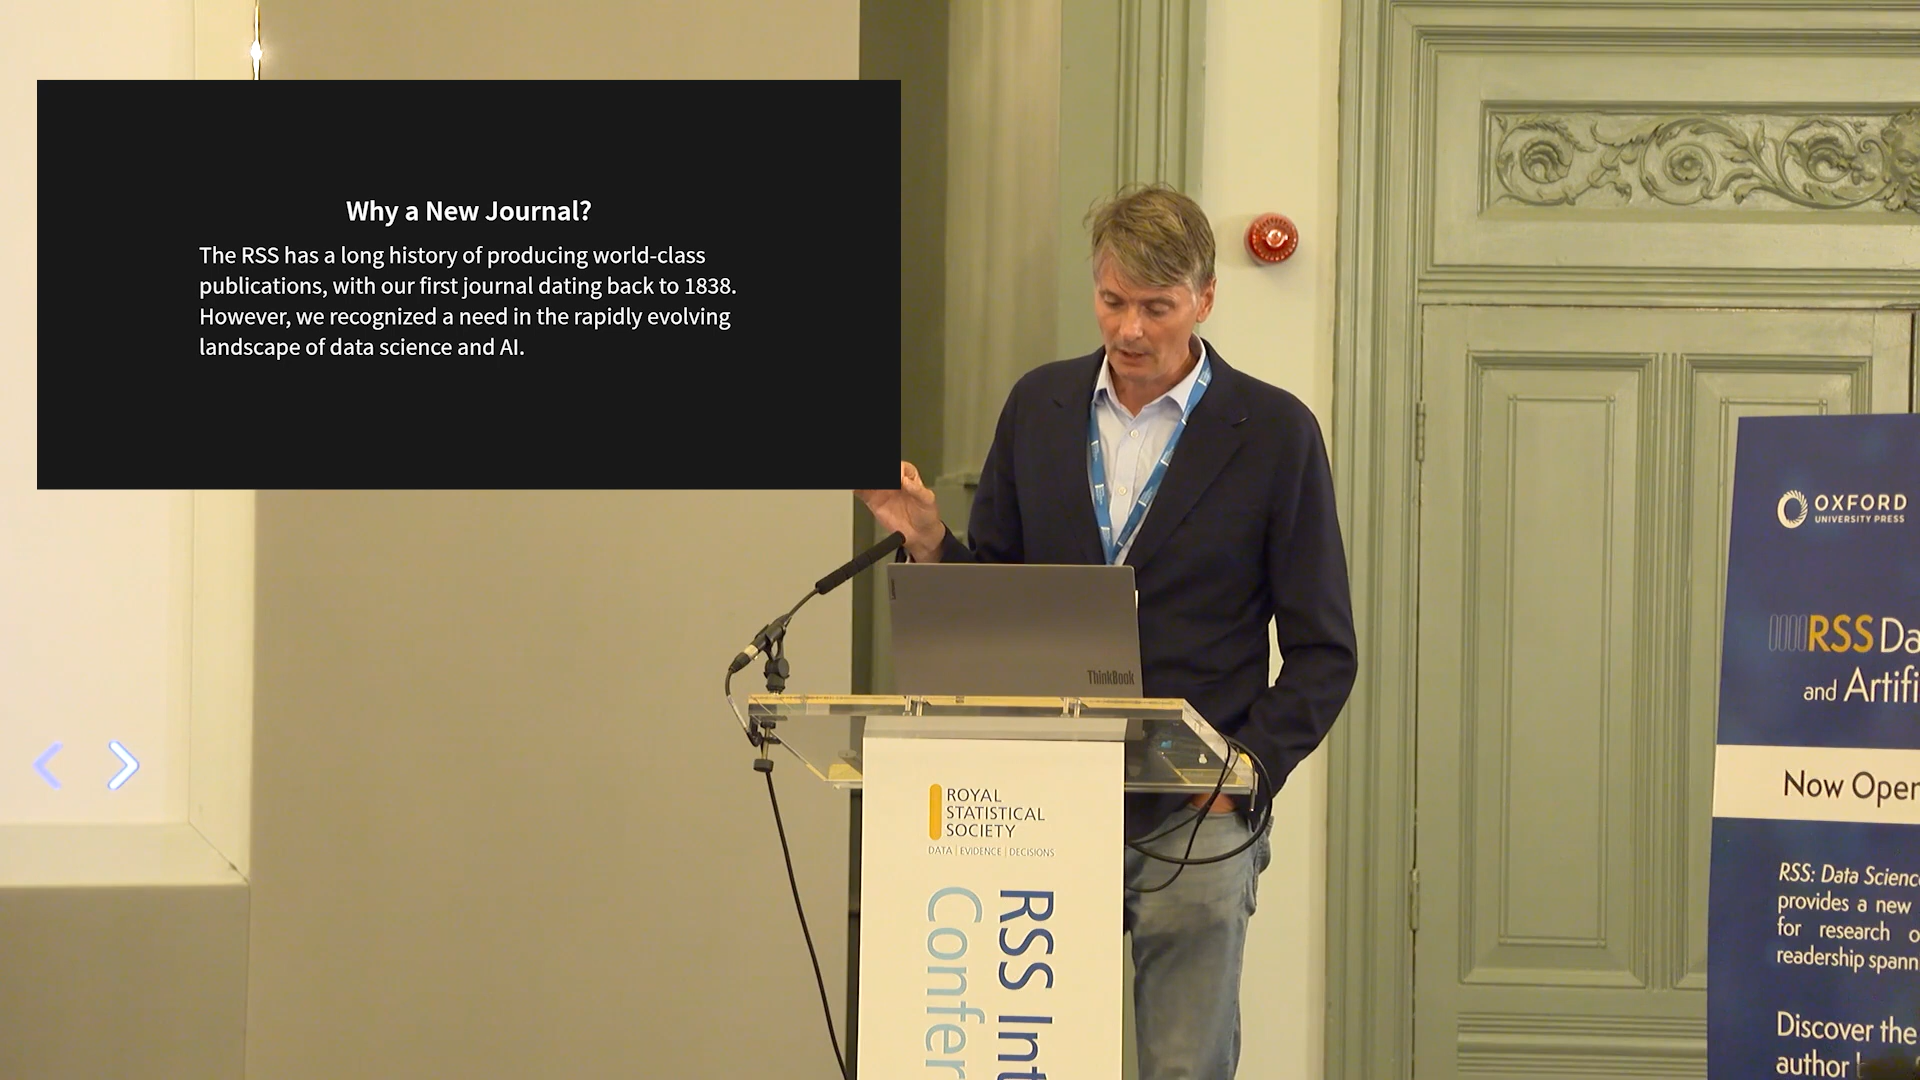 Why a New Journal?
The RSS has a long history of producing world-class
publications, with our first journal dating back to 1838.
However, we recognized a need in the rapidly evolving
landscape of data science and AI.
ThinkBook
ROYAL
STATISTICAL
SOCIETY
DATA | EVIDENCE | DECISIONS
RSS Int
Confer
OXFORD
UNIVERSITY PRESS
RSS Da
and Artifi
Now Open
RSS: Data Science
provides a new
for research o
readership spann
Discover the
author